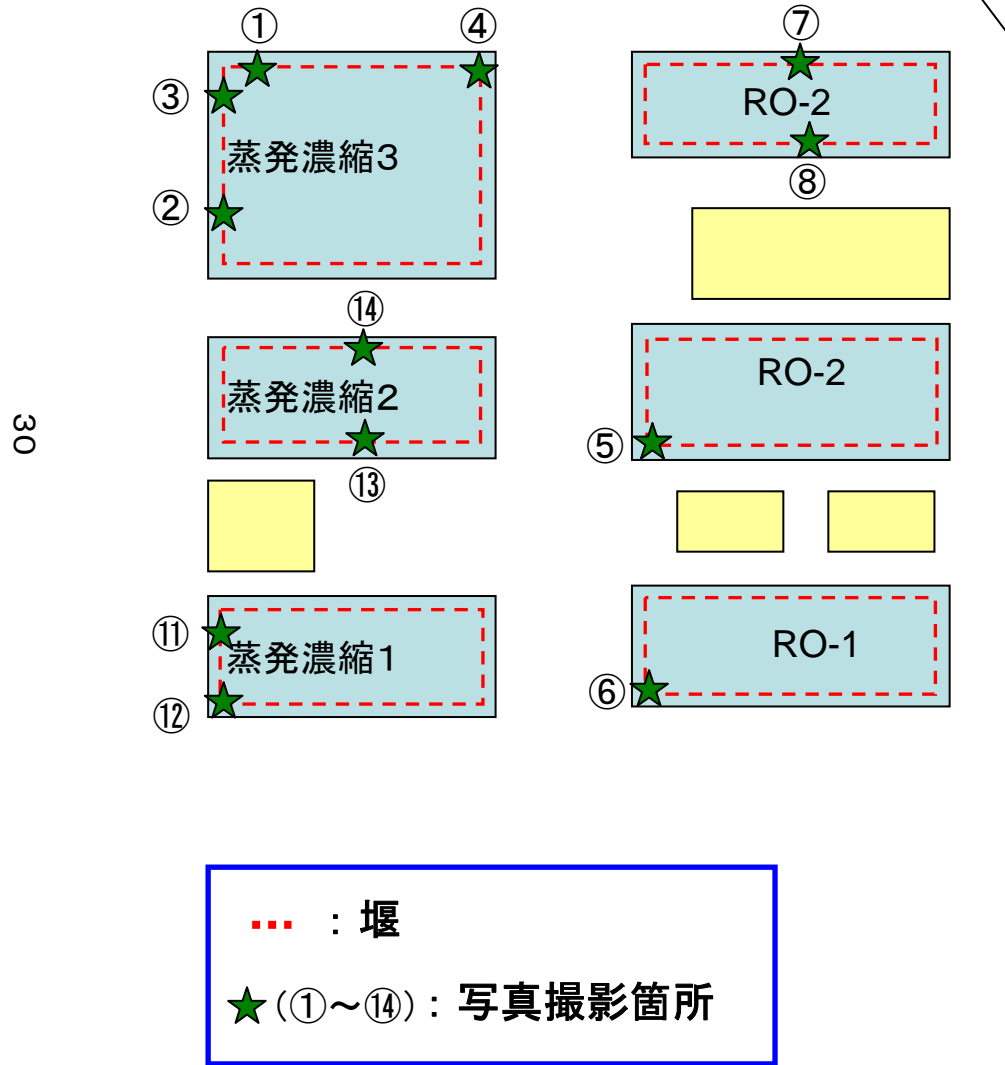 ① ④ ⑦
③
RO-2
蒸発濃縮3
②
⑧
⑭
RO-2
蒸発濃縮2
30
⑤
⑬
⑪
蒸発濃縮1
RO-1
⑥
⑫
… : 堰
★(①~⑭) : 写真撮影箇所